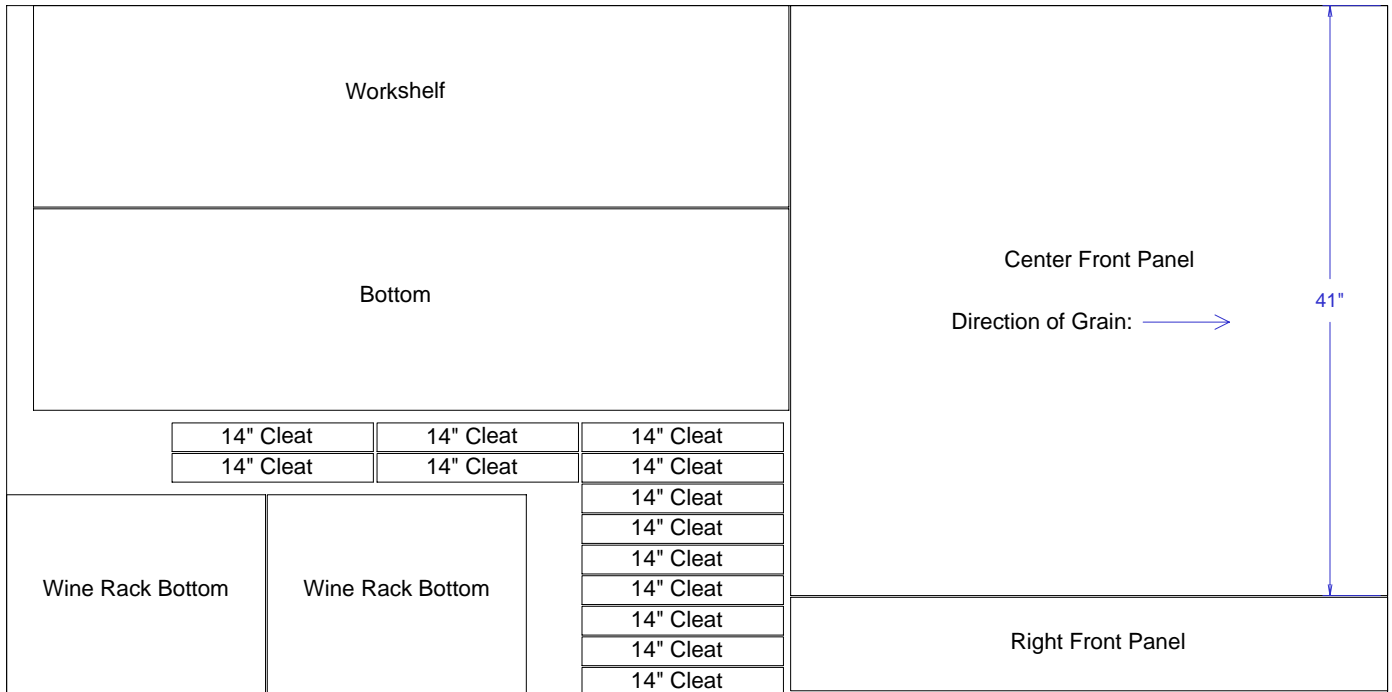 Workshelf
Bottom
Center Front Panel
Direction of Grain:
41"
14" Cleat
14" Cleat
14" Cleat
14" Cleat
14" Cleat
14" Cleat
14" Cleat
14" Cleat
14" Cleat
14" Cleat
14" Cleat
14" Cleat
14" Cleat
Wine Rack Bottom
Wine Rack Bottom
Right Front Panel